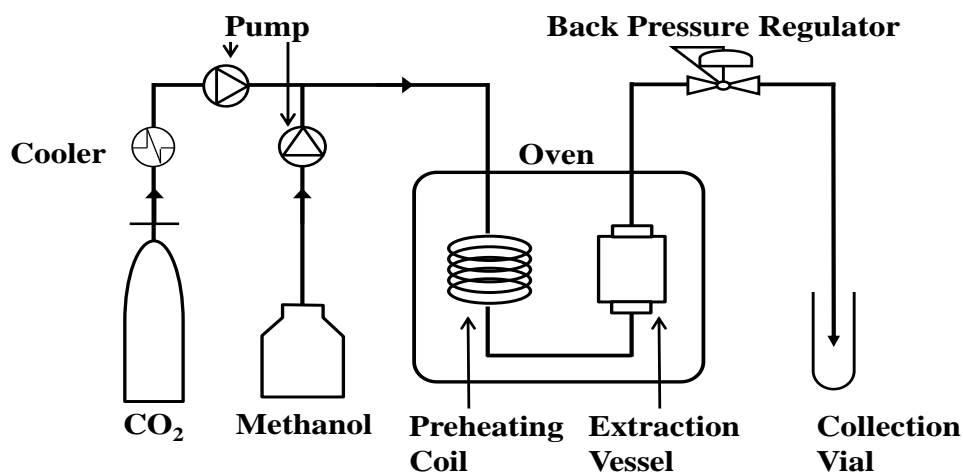 Pump
Back Pressure Regulator
Cooler
Oven
CO₂
Methanol
Preheating
Coil
Extraction
Vessel
Collection
Vial